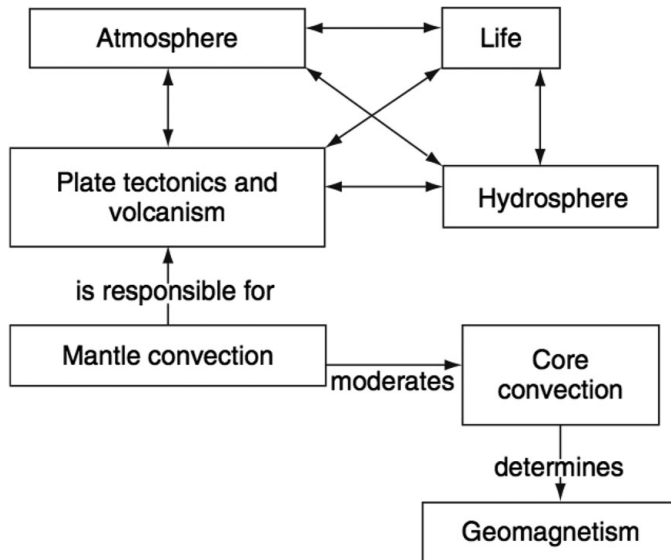 Atmosphere
Life
Plate tectonics and
volcanism
Hydrosphere
is responsible for
Mantle convection
moderates
Core
convection
determines
Geomagnetism